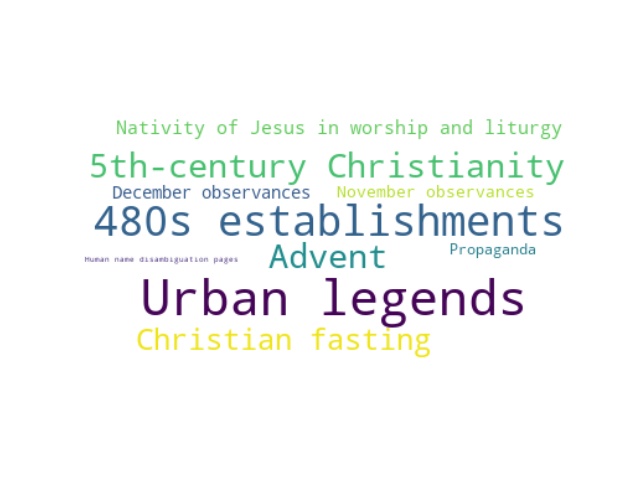 Nativity of Jesus in worship and liturgy
5th-century Christianity
December observances
November observances
480s establishments
Human name disambiguation pages
Advent
Propaganda
Urban legends
Christian fasting